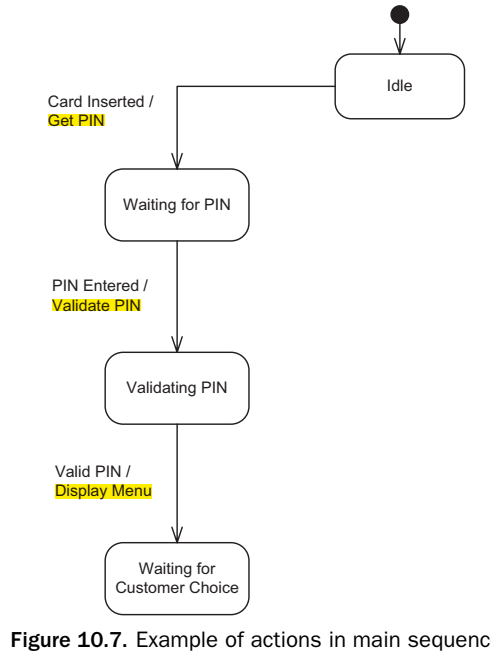 Idle
Card Inserted /
Get PIN
Waiting for PIN
PIN Entered /
Validate PIN
Validating PIN
Valid PIN /
Display Menu
Waiting for
Customer Choice
Figure 10.7. Example of actions in main sequenc